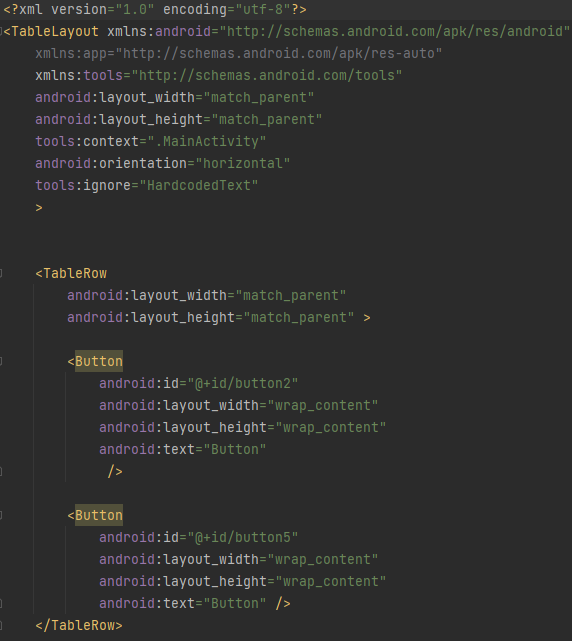 <?xml version="1.0" encoding="utf-8"?>
<TableLayout xmlns:android="http://schemas.android.com/apk/res/android"
    xmlns:app="http://schemas.android.com/apk/res-auto"
    xmlns:tools="http://schemas.android.com/tools"
    android:layout_width="match_parent"
    android:layout_height="match_parent"
    tools:context=".MainActivity"
    android:orientation="horizontal"
    tools:ignore="HardcodedText"
    >
    <TableRow
        android:layout_width="match_parent"
        android:layout_height="match_parent" >
        <Button
            android:id="@+id/button2"
            android:layout_width="wrap_content"
            android:layout_height="wrap_content"
            android:text="Button"
             />
        <Button
            android:id="@+id/button5"
            android:layout_width="wrap_content"
            android:layout_height="wrap_content"
            android:text="Button" />
    </TableRow>